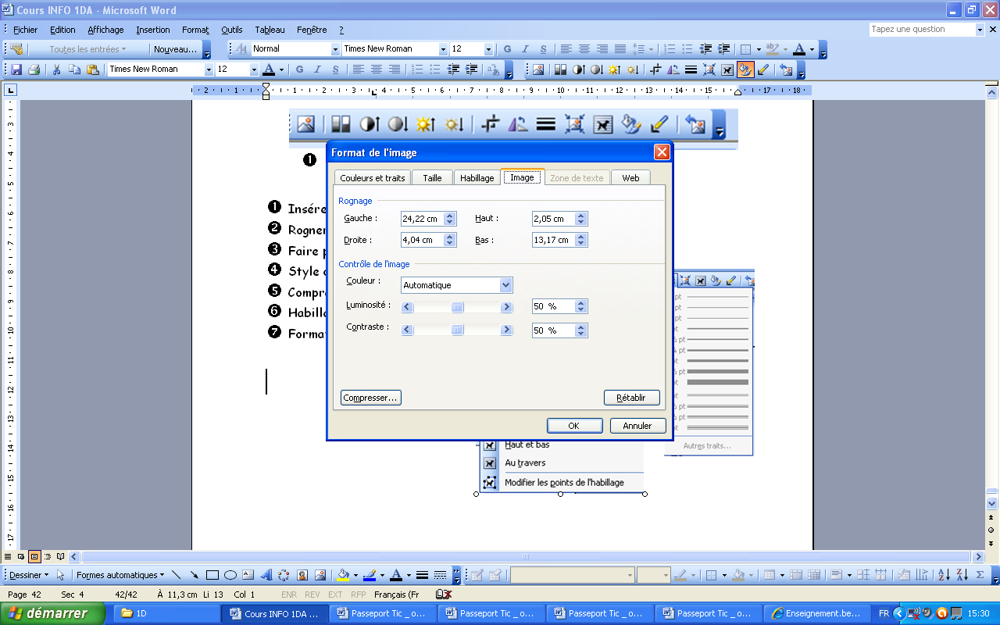 Cours INFO 1DA - Microsoft Word
Fichier Edition Affichage Insertion Format Outils Tableau Fenêtre ? Tapez une question
Toutes les entrées Nouveau... Normal Times New Roman 12 G I S
Times New Roman 12 G I S
2 1 1 2 3 4 5 6 7 8 9 10 11 12 13 14 15 17 18
Format de l'image
Couleurs et traits Taille Habillage Image Zone de texte Web
Rognage
Gauche : 24,22 cm Haut : 2,05 cm
Droite : 4,04 cm Bas : 13,17 cm
Contrôle de l'image
Couleur : Automatique
Luminosité : 50 %
Contraste : 50 %
Compresser... Rétablir
OK Annuler
❶
❶ Insére
❷ Rogner
❸ Faire p
❹ Style
❺ Compr
❻ Habilla
❼ Format
Autres traits...
Haut et bas
Au travers
Modifier les points de l'habillage
Dessiner Formes automatiques
Page 42 Sec 4 42/42 À 11,3 cm Li 13 Col 1 ENR REV EXT RFP Français (Fr
démarrer 1D Cours INFO 1DA ... Passeport Tic _ o... Passeport Tic _ o... Passeport Tic _ o... Passeport Tic _ o... Enseignement.be... FR 15:30